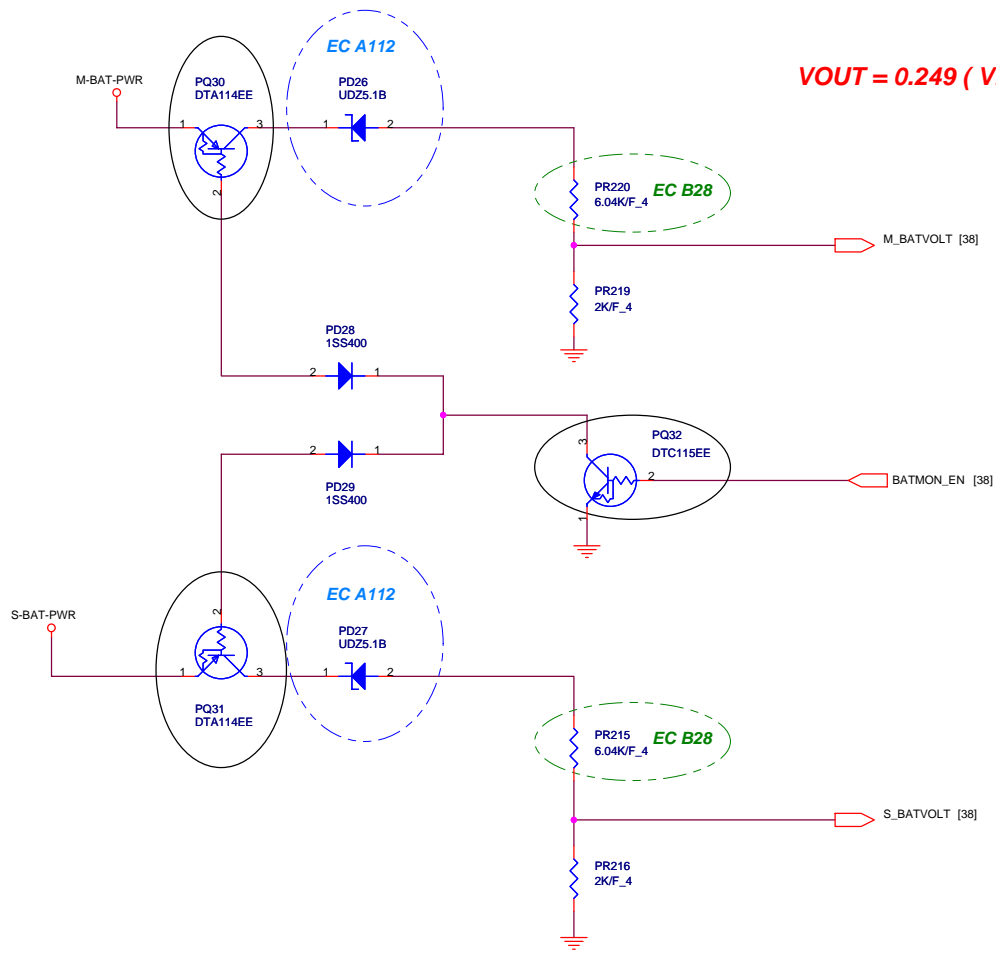 EC A112
VOUT = 0.249 ( V
M-BAT-PWR
PQ30
DTA114EE
PD26
UDZ5.1B
1
3
1
2
2
PR220
6.04K/F_4
EC B28
M_BATVOLT [38]
PR219
2K/F_4
PD28
1SS400
2
1
PQ32
DTC115EE
3
2
1
BATMON_EN [38]
2
1
PD29
1SS400
EC A112
S-BAT-PWR
2
PD27
UDZ5.1B
1
3
1
2
PQ31
DTA114EE
PR215
6.04K/F_4
EC B28
S_BATVOLT [38]
PR216
2K/F_4